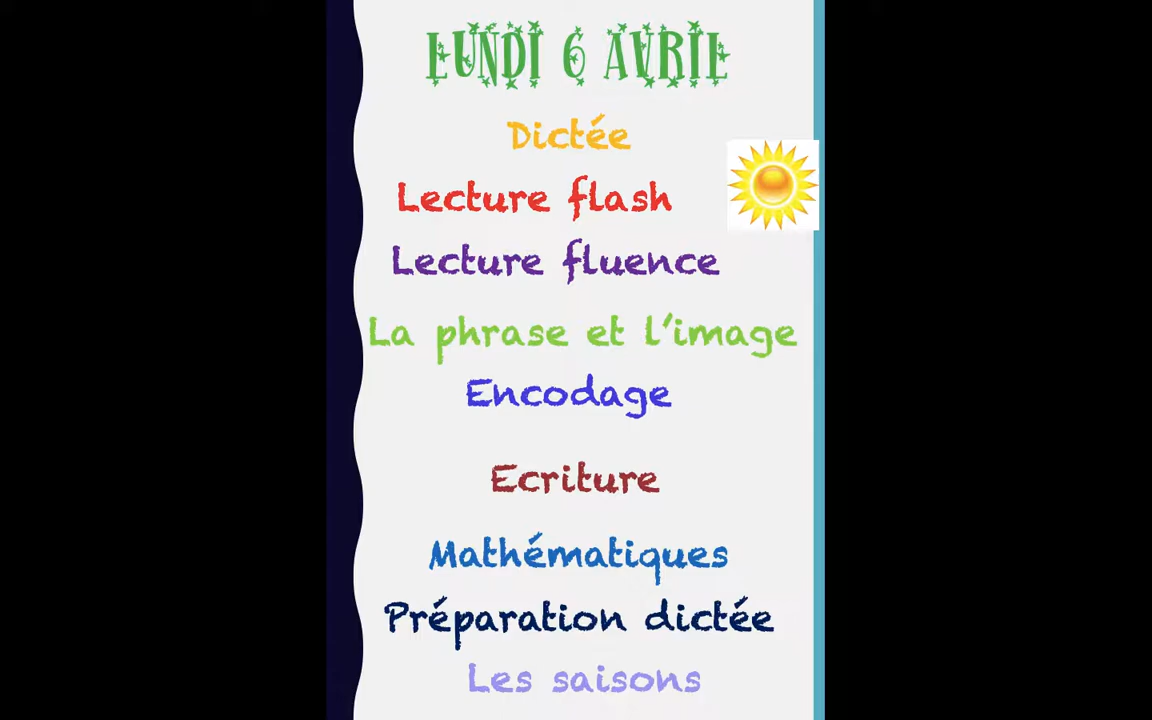 LUNDI 6 AVRIL
Dictée
Lecture flash
Lecture fluence
La phrase et l'image
Encodage
Ecriture
Mathématiques
Préparation dictée
Les saisons